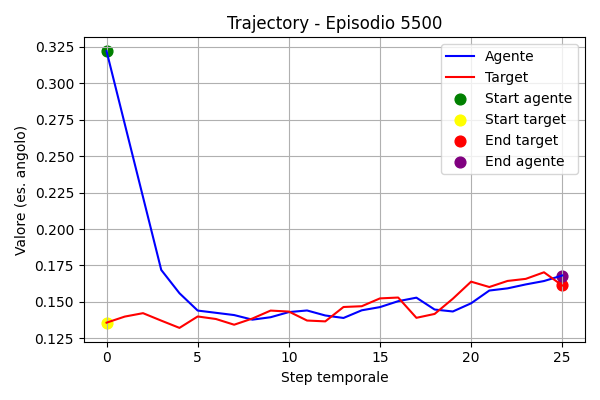 Trajectory - Episodio 5500
Agente
Target
Start agente
Start target
End target
End agente
Valore (es. angolo)
0.325
0.300
0.275
0.250
0.225
0.200
0.175
0.150
0.125
0
5
10
15
20
25
Step temporale